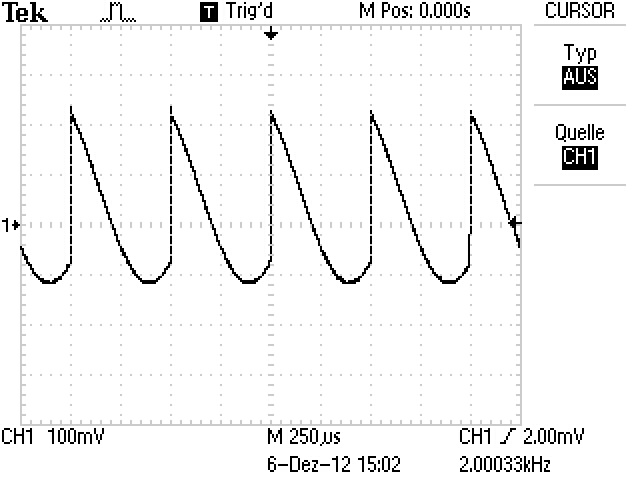 Tek T Trig'd M Pos: 0.000s CURSOR
Typ
AUS
Quelle
CH1
1
CH1 100mV M 250µs CH1 2.00mV
6-Dez-12 15:02 2.00033kHz